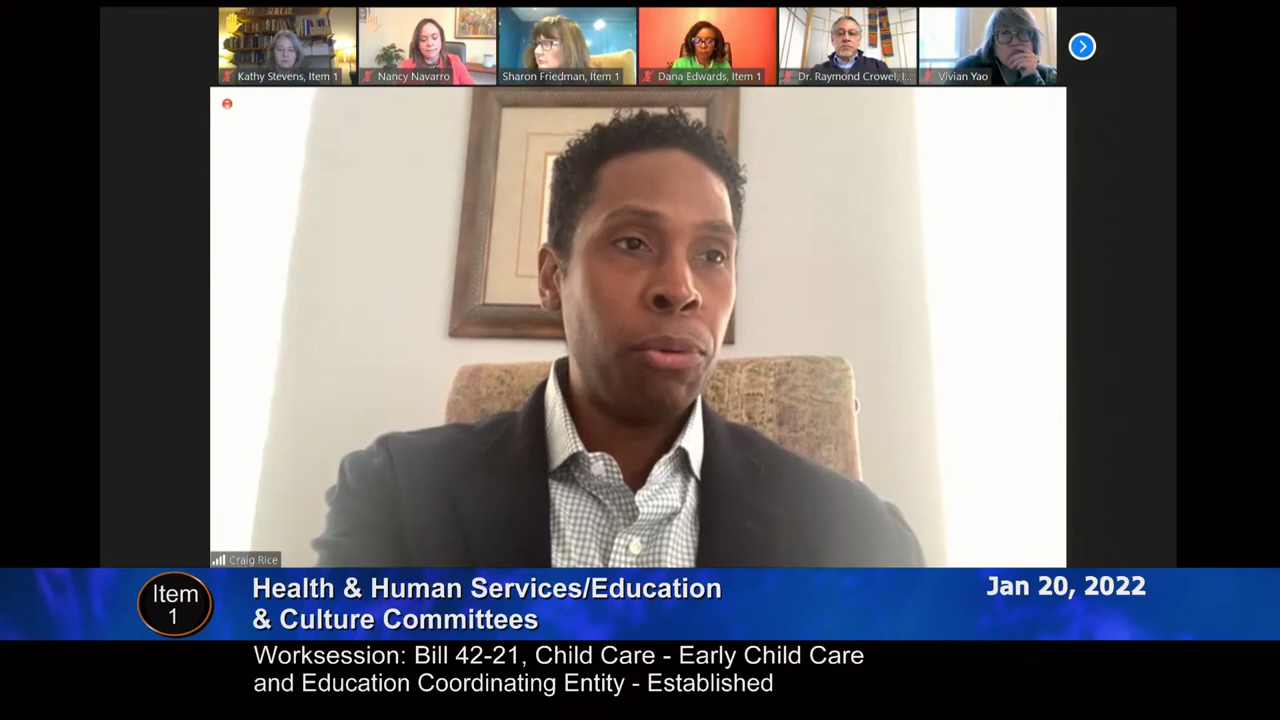 Kathy Stevens, Item 1
Nancy Navarro
Sharon Friedman, Item 1
Dana Edwards, Item 1
Dr. Raymond Crowel, I...
Vivian Yao
Craig Rice
Item
1
Health & Human Services/Education
& Culture Committees
Jan 20, 2022
Worksession: Bill 42-21, Child Care - Early Child Care
and Education Coordinating Entity - Established